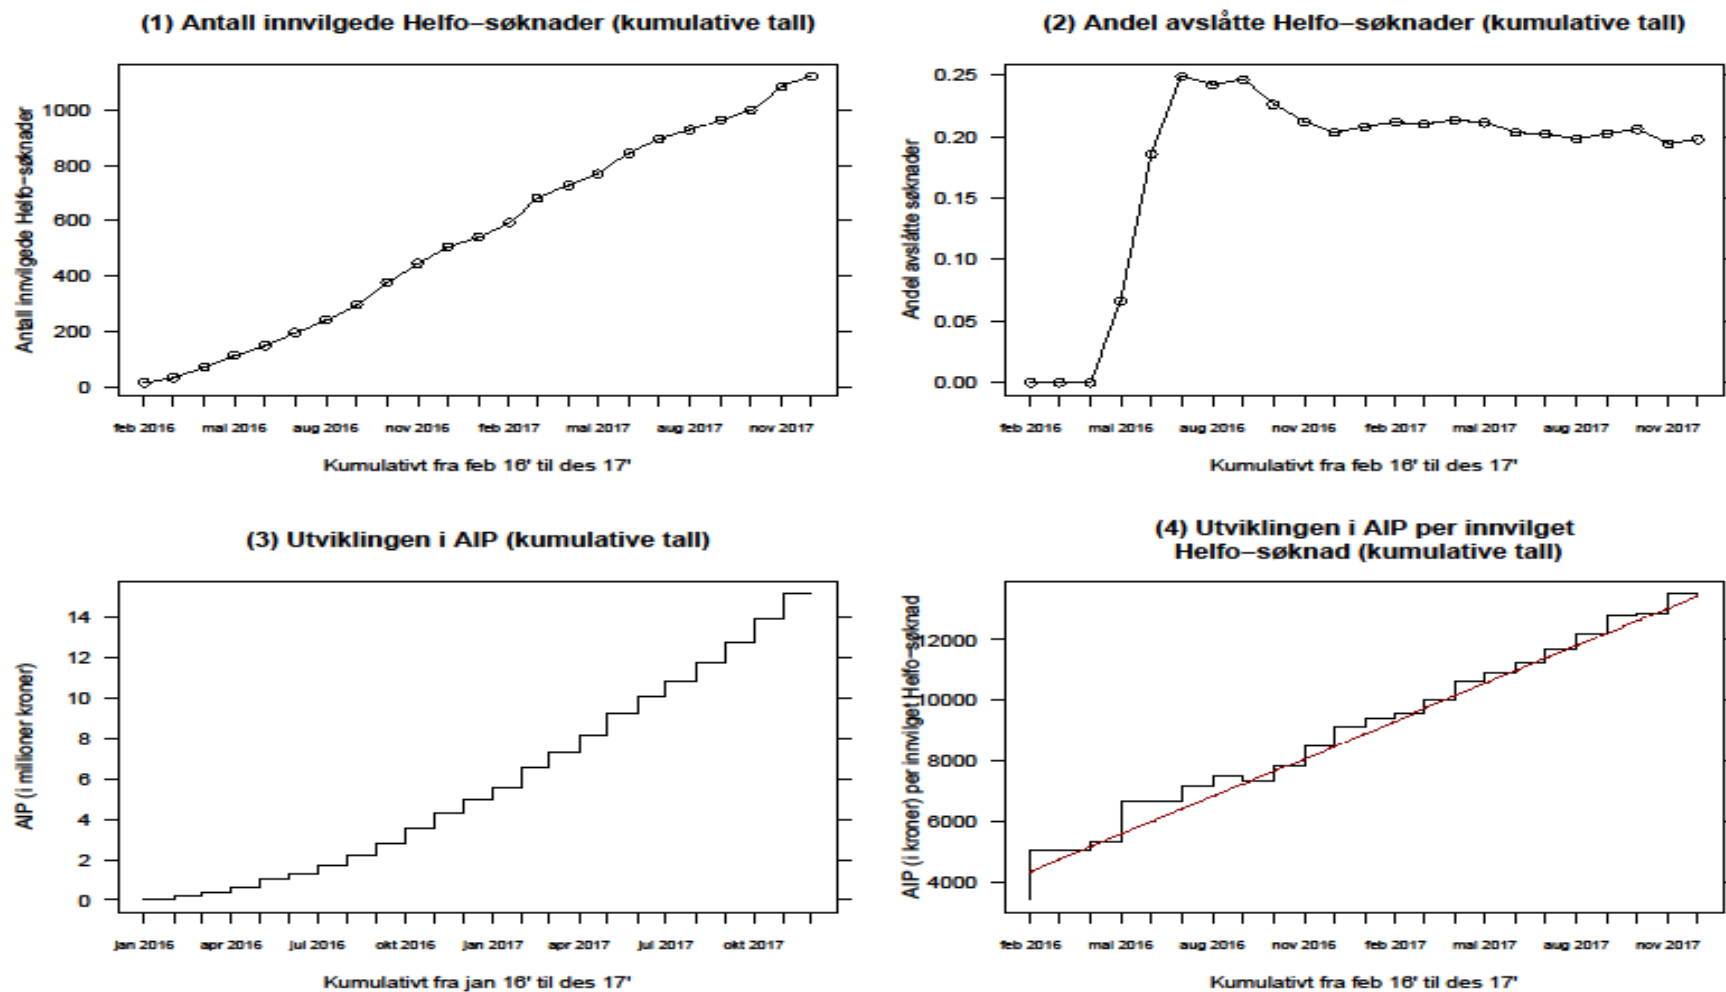 (1) Antall innvilgede Helfo−søknader (kumulative tall)
Antall innvilgede Helfo−søknader
1000
800
600
400
200
0
feb 2016 mai 2016 aug 2016 nov 2016 feb 2017 mai 2017 aug 2017 nov 2017
Kumulativt fra feb 16' til des 17'
(2) Andel avslåtte Helfo−søknader (kumulative tall)
Andel avslåtte søknader
0.25
0.20
0.15
0.10
0.05
0.00
feb 2016 mai 2016 aug 2016 nov 2016 feb 2017 mai 2017 aug 2017 nov 2017
Kumulativt fra feb 16' til des 17'
(3) Utviklingen i AIP (kumulative tall)
AIP (i millioner kroner)
14
12
10
8
6
4
2
0
jan 2016 apr 2016 jul 2016 okt 2016 jan 2017 apr 2017 jul 2017 okt 2017
Kumulativt fra jan 16' til des 17'
(4) Utviklingen i AIP per innvilget
Helfo−søknad (kumulative tall)
AIP (i kroner) per innvilget Helfo−søknad
12000
10000
8000
6000
4000
feb 2016 mai 2016 aug 2016 nov 2016 feb 2017 mai 2017 aug 2017 nov 2017
Kumulativt fra feb 16' til des 17'